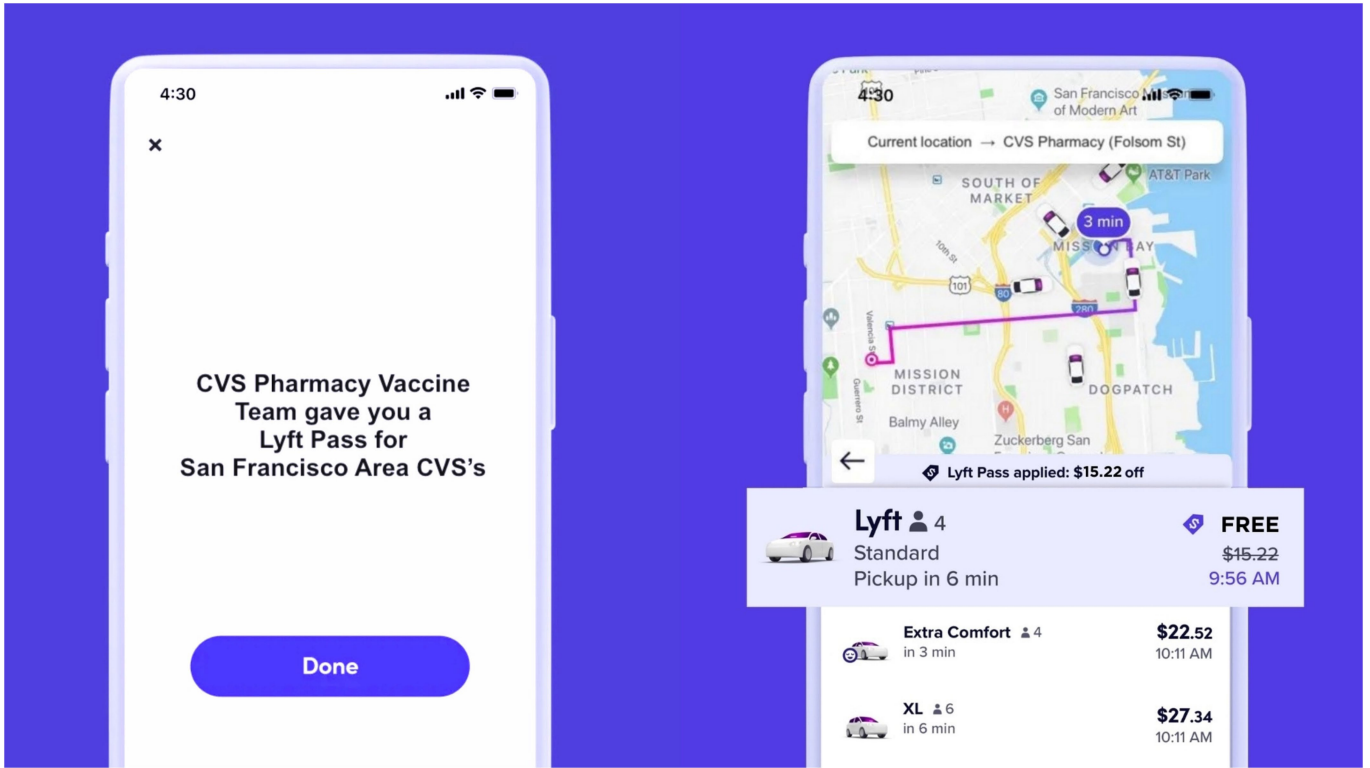 4:30
×
CVS Pharmacy Vaccine
Team gave you a
Lyft Pass for
San Francisco Area CVS's
Done
4:30
San Francisco
of Modern Art
Current location → CVS Pharmacy (Folsom St)
AT&T Park
SOUTH OF
MARKET
3 min
10th St
101
80
280
Valencia St
MISSION
DISTRICT
Guerrero St
DOGPATCH
Balmy Alley
H
Zuckerberg San
Lyft Pass applied: $15.22 off
Lyft 4
FREE
Standard
$15.22
Pickup in 6 min
9:56 AM
Extra Comfort 4
$22.52
in 3 min
10:11 AM
XL 6
$27.34
in 6 min
10:11 AM